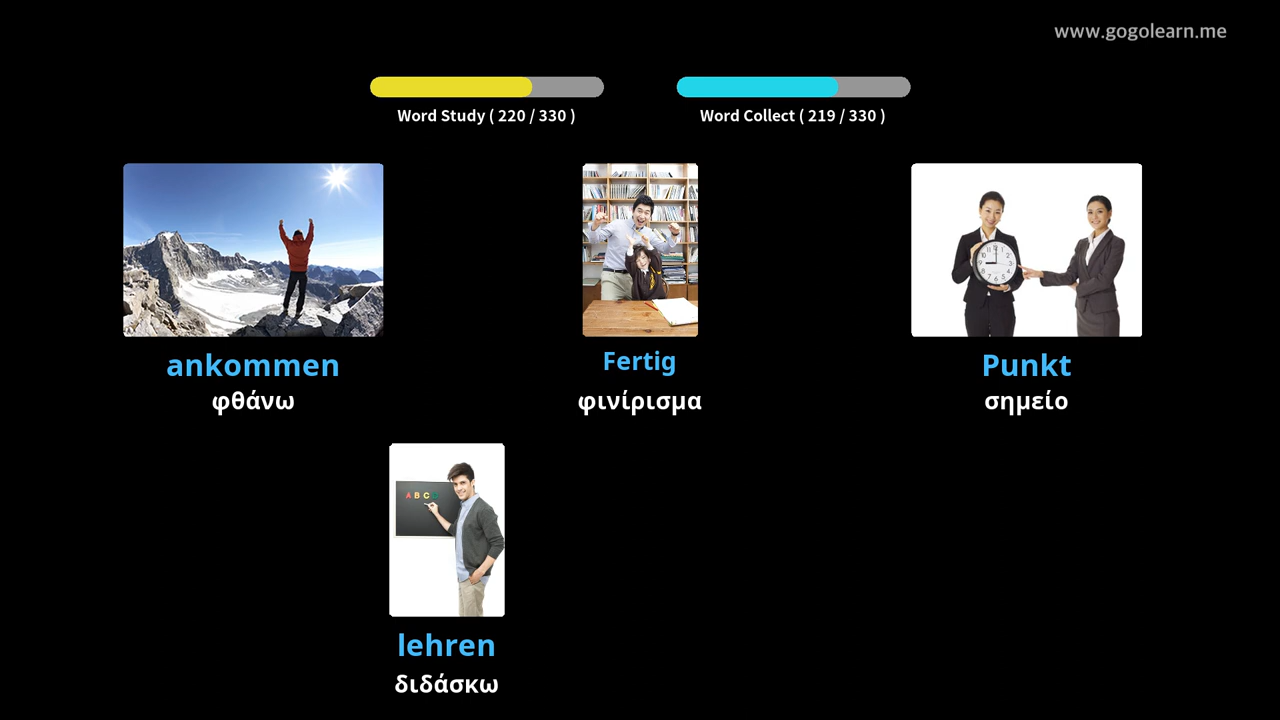 www.gogolearn.me
Word Study ( 220 / 330 )
Word Collect ( 219 / 330 )
ankommen
φθάνω
Fertig
φινίρισμα
Punkt
σημείο
A B C
lehren
διδάσκω